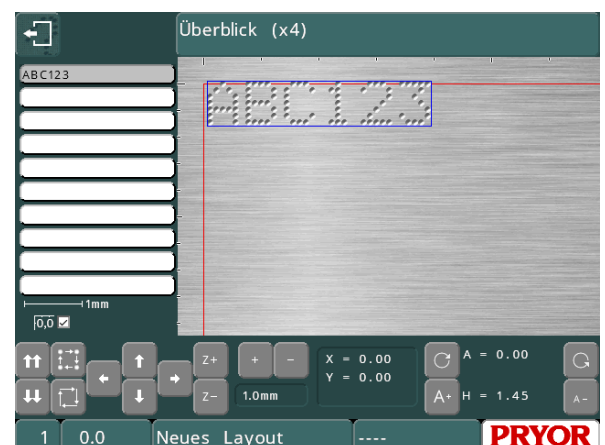 Überblick (x4)
ABC123
ABC123
1mm
0,0
Z+
+
-
X = 0.00
Y = 0.00
A = 0.00
Z-
1.0mm
A+
H = 1.45
A-
1
0.0
Neues Layout
----
PRYOR